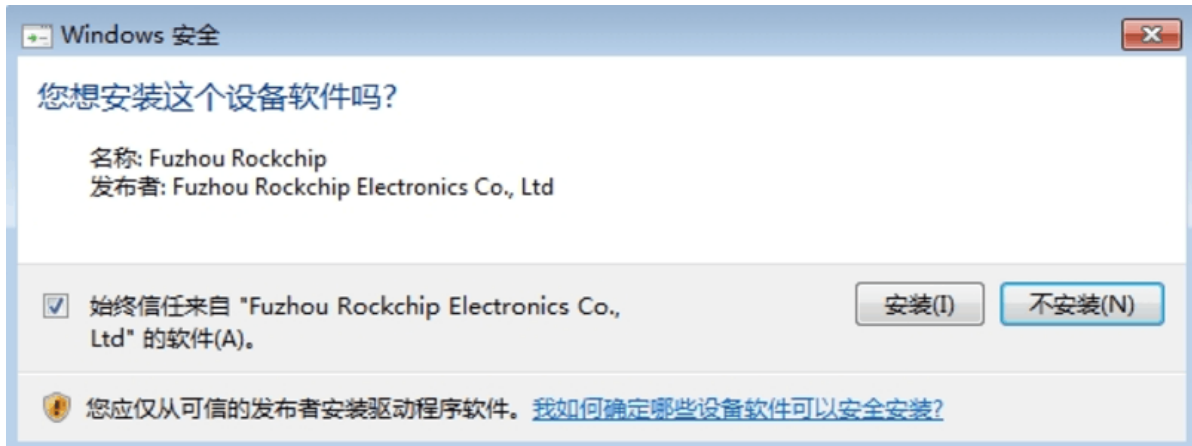 Windows 安全
您想安装这个设备软件吗?
名称: Fuzhou Rockchip
发布者: Fuzhou Rockchip Electronics Co., Ltd
始终信任来自 "Fuzhou Rockchip Electronics Co.,
Ltd" 的软件(A)。
安装(I)
不安装(N)
您应仅从可信的发布者安装驱动程序软件。我如何确定哪些设备软件可以安全安装?